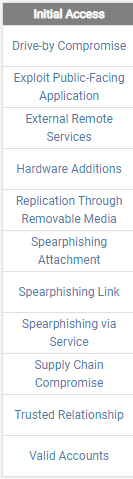 Initial Access
Drive-by Compromise
Exploit Public-Facing
Application
External Remote
Services
Hardware Additions
Replication Through
Removable Media
Spearphishing
Attachment
Spearphishing Link
Spearphishing via
Service
Supply Chain
Compromise
Trusted Relationship
Valid Accounts